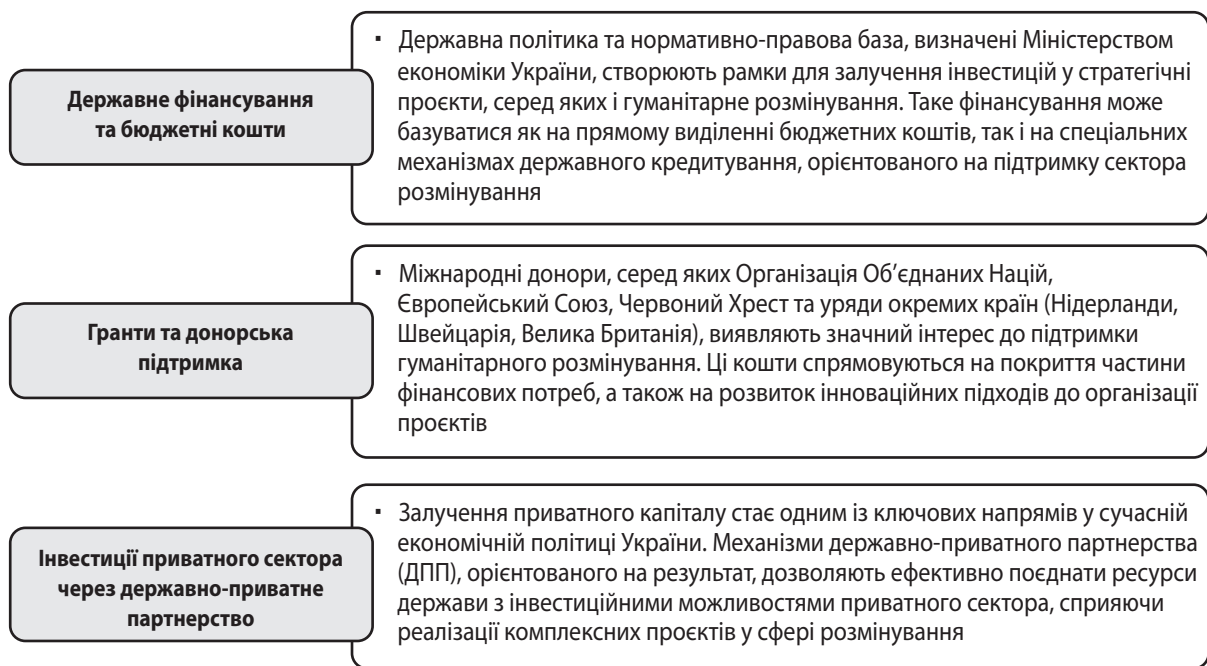 Державне фінансування
та бюджетні кошти
▪ Державна політика та нормативно-правова база, визначені Міністерством
економіки України, створюють рамки для залучення інвестицій у стратегічні
проєкти, серед яких і гуманітарне розмінування. Таке фінансування може
базуватися як на прямому виділенні бюджетних коштів, так і на спеціальних
механізмах державного кредитування, орієнтованого на підтримку сектора
розмінування
Гранти та донорська
підтримка
▪ Міжнародні донори, серед яких Організація Об’єднаних Націй,
Європейський Союз, Червоний Хрест та уряди окремих країн (Нідерланди,
Швейцарія, Велика Британія), виявляють значний інтерес до підтримки
гуманітарного розмінування. Ці кошти спрямовуються на покриття частини
фінансових потреб, а також на розвиток інноваційних підходів до організації
проєктів
Інвестиції приватного сектора
через державно-приватне
партнерство
▪ Залучення приватного капіталу стає одним із ключових напрямів у сучасній
економічній політиці України. Механізми державно-приватного партнерства
(ДПП), орієнтованого на результат, дозволяють ефективно поєднати ресурси
держави з інвестиційними можливостями приватного сектора, сприяючи
реалізації комплексних проєктів у сфері розмінування